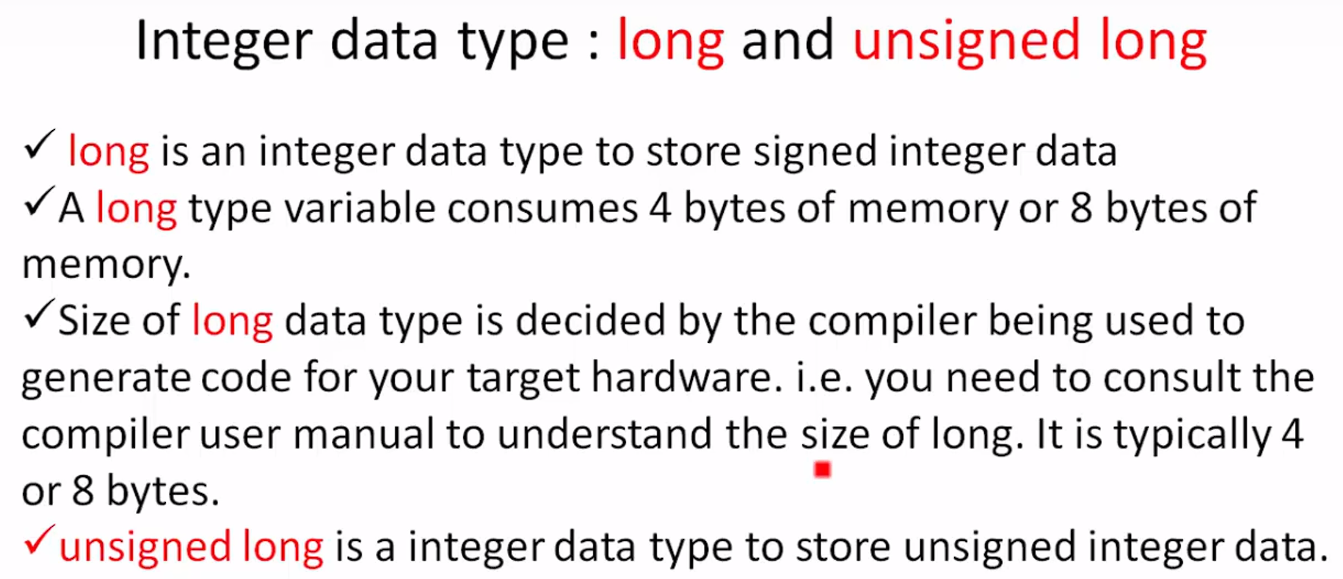 Integer data type : long and unsigned long
✓ long is an integer data type to store signed integer data
✓A long type variable consumes 4 bytes of memory or 8 bytes of
memory.
✓Size of long data type is decided by the compiler being used to
generate code for your target hardware. i.e. you need to consult the
compiler user manual to understand the size of long. It is typically 4
or 8 bytes.
✓unsigned long is a integer data type to store unsigned integer data.